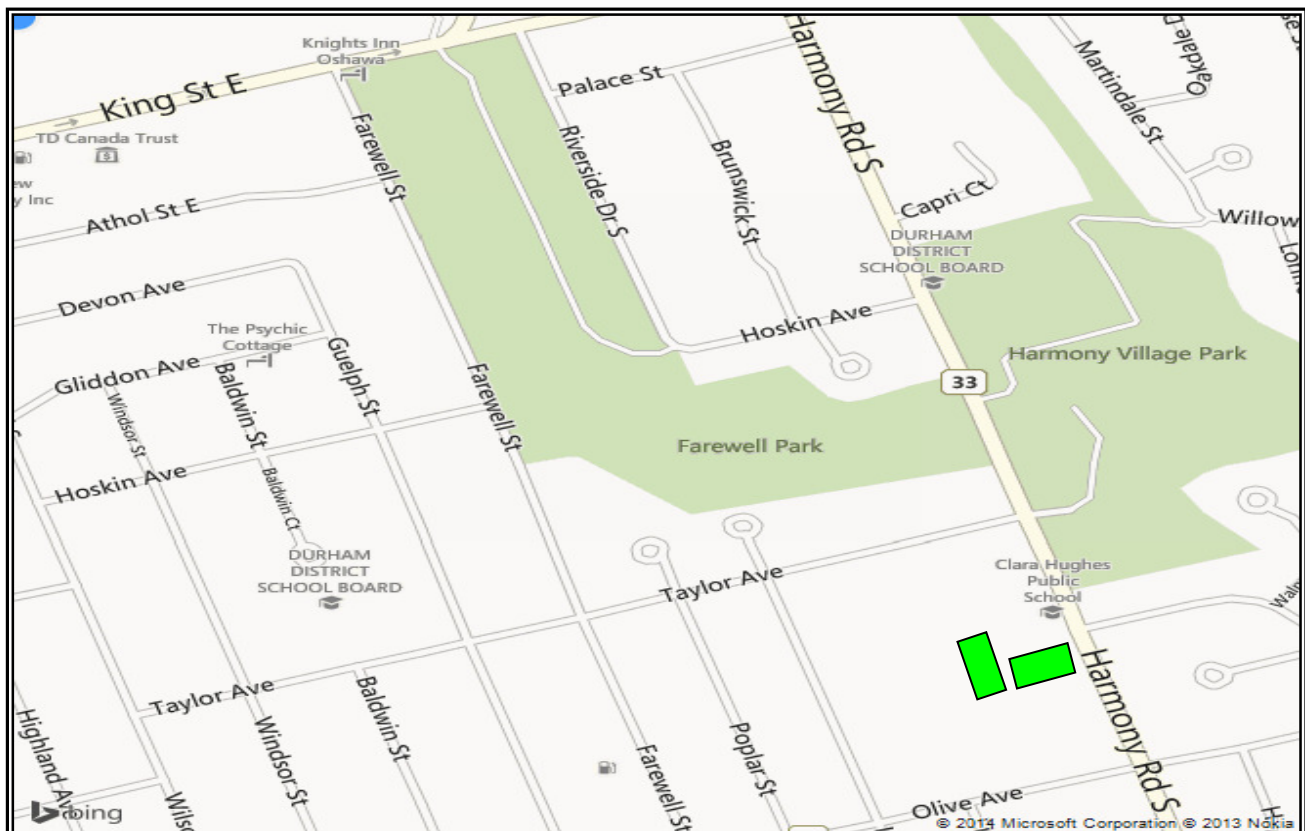 Knights Inn
Oshawa
King St E
TD Canada Trust
ew
y Inc
Athol St E
Farewell St
Riverside Dr S
Palace St
Brunswick St
Harmony Rd S
Martindale St
Oakdale D
Capri Ct
DURHAM
DISTRICT
SCHOOL BOARD
Willow
Devon Ave
The Psychic
Cottage
Gliddon Ave
Guelph St
Baldwin St
Windsor St
Hoskin Ave
Harmony Village Park
33
Farewell St
Farewell Park
Hoskin Ave
Baldwin Ct
DURHAM
DISTRICT
SCHOOL BOARD
Taylor Ave
Clara Hughes
Public
School
Taylor Ave
Harmony Rd S
Highland Av
Windsor St
Baldwin St
Farewell St
Poplar St
Wilso
Olive Ave
bing
© 2014 Microsoft Corporation © 2013 Nokia